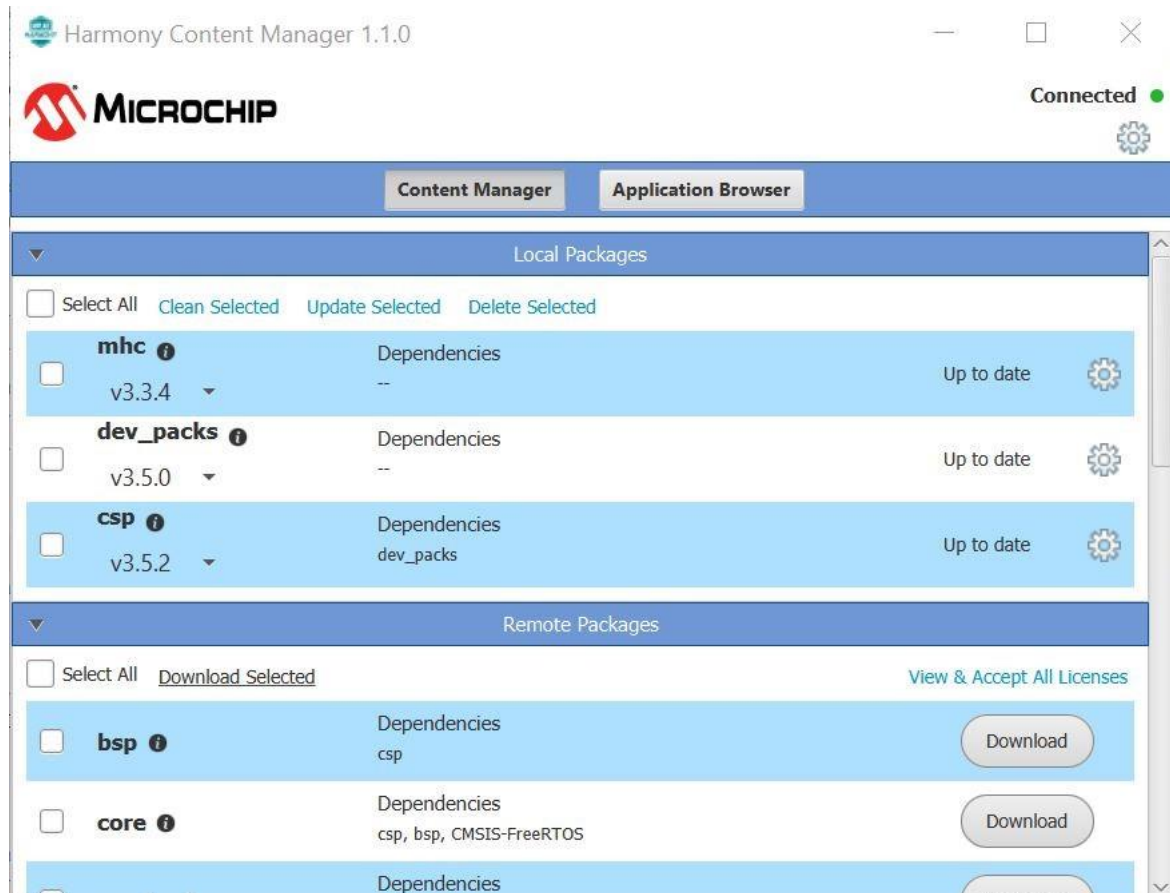 Harmony Content Manager 1.1.0
MICROCHIP
Connected
Content Manager
Application Browser
Local Packages
Select All Clean Selected Update Selected Delete Selected
mhc
v3.3.4
Dependencies
--
Up to date
dev_packs
v3.5.0
Dependencies
--
Up to date
csp
v3.5.2
Dependencies
dev_packs
Up to date
Remote Packages
Select All Download Selected View & Accept All Licenses
bsp
Dependencies
csp
Download
core
Dependencies
csp, bsp, CMSIS-FreeRTOS
Download
Dependencies